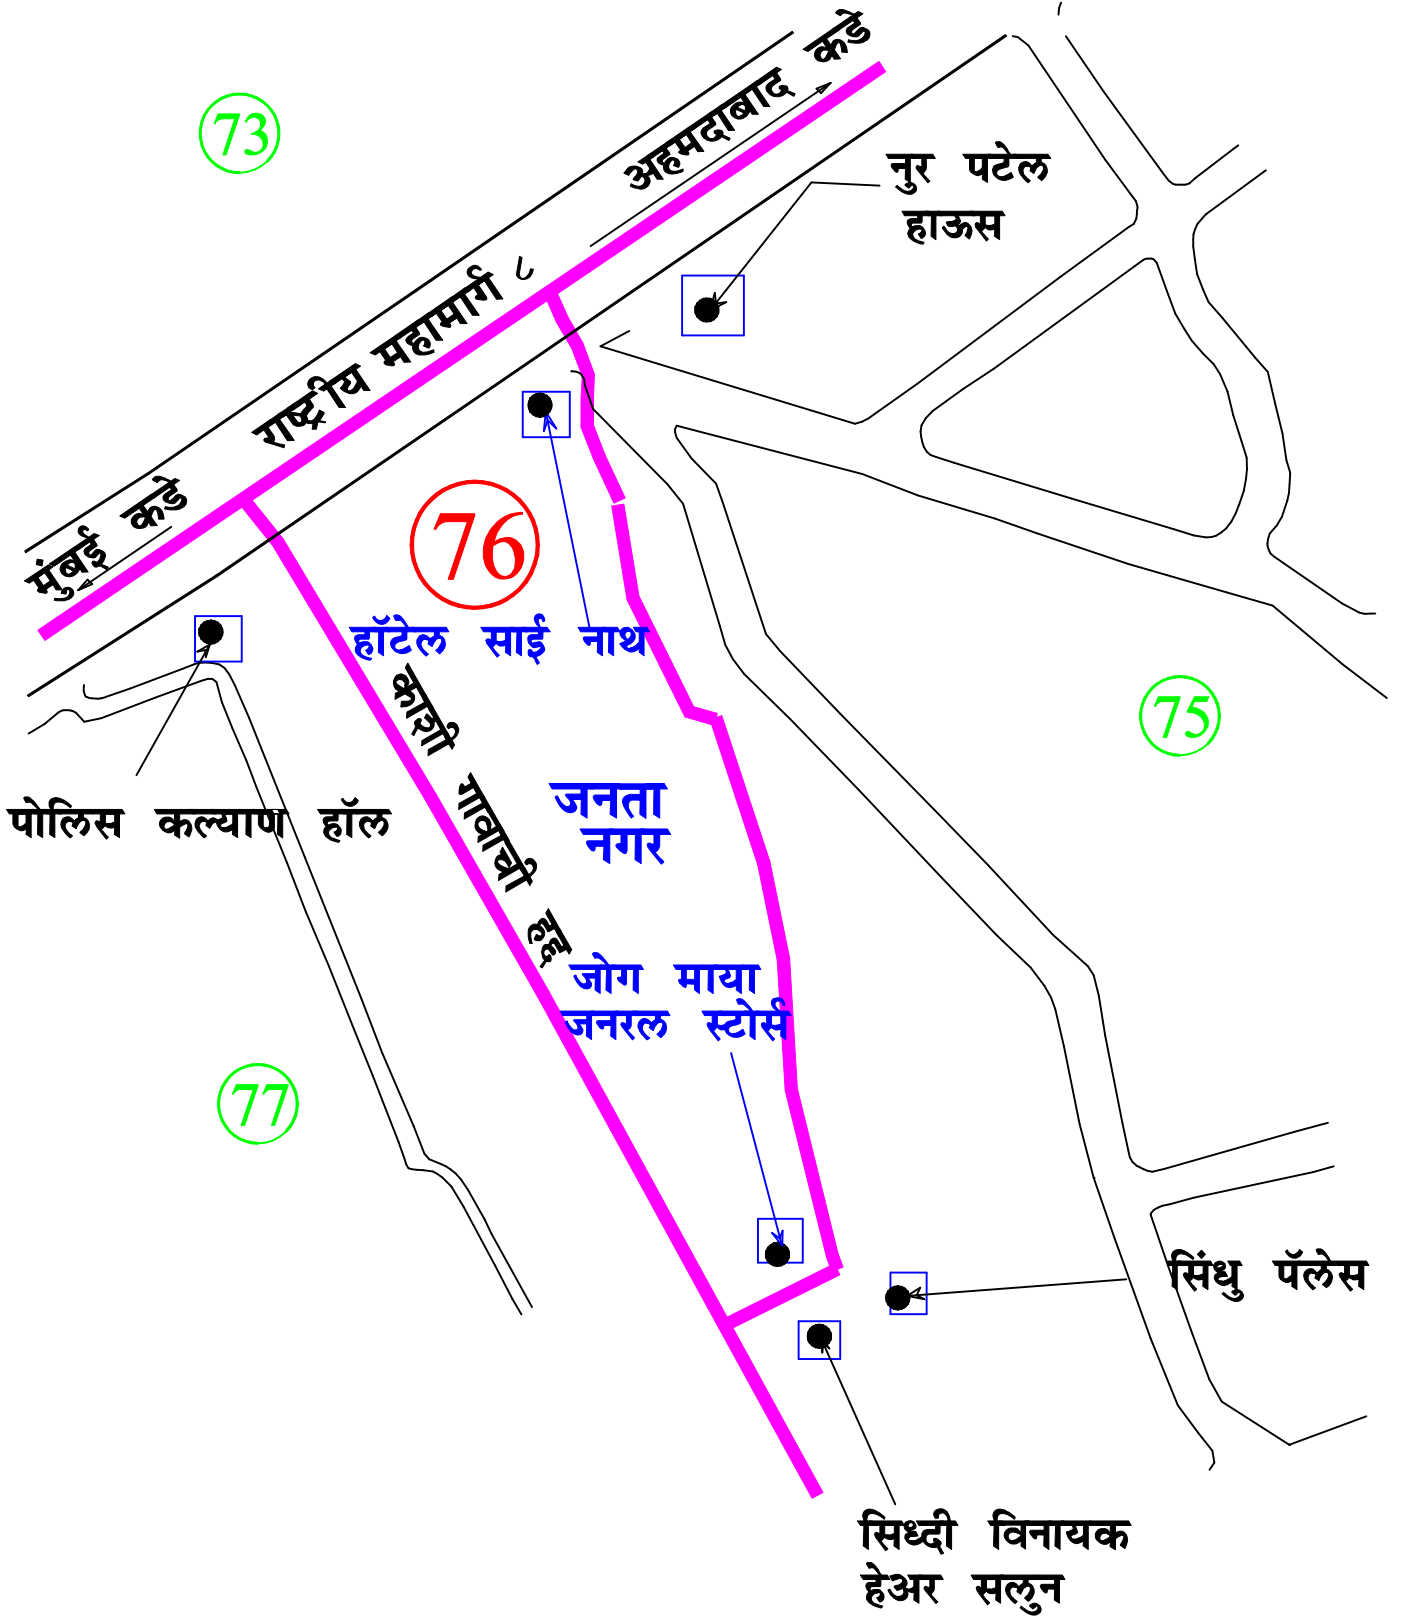 73
अहमदाबाद कडे
नुर पटेल
हाऊस
राष्ट्रीय महामार्ग ८
मुंबई कडे
76
हॉटेल साई नाथ
काशी गावाची हद्द
75
पोलिस कल्याण हॉल
जनता
नगर
जोग माया
जनरल स्टोर्स
77
सिंधु पॅलेस
सिध्दी विनायक
हेअर सलुन